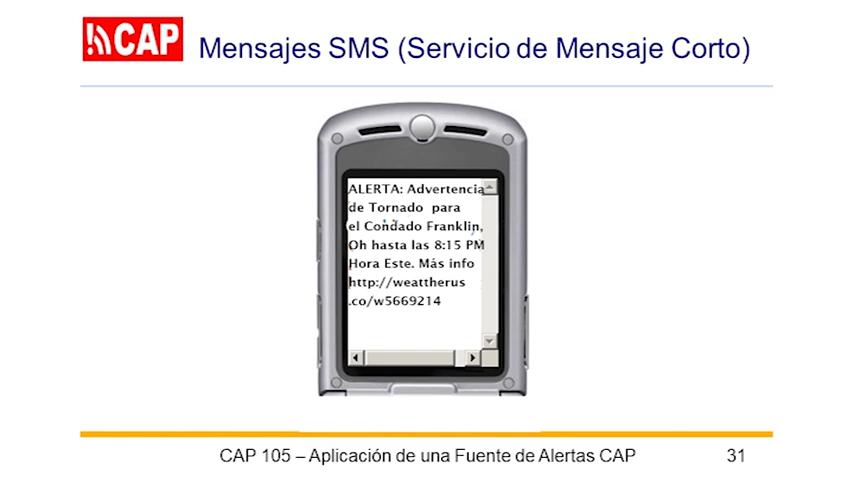 CAP
Mensajes SMS (Servicio de Mensaje Corto)
ALERTA: Advertencia
de Tornado para
el Condado Franklin,
Oh hasta las 8:15 PM
Hora Este. Más info
http://weattherus
.co/w5669214
CAP 105 – Aplicación de una Fuente de Alertas CAP
31